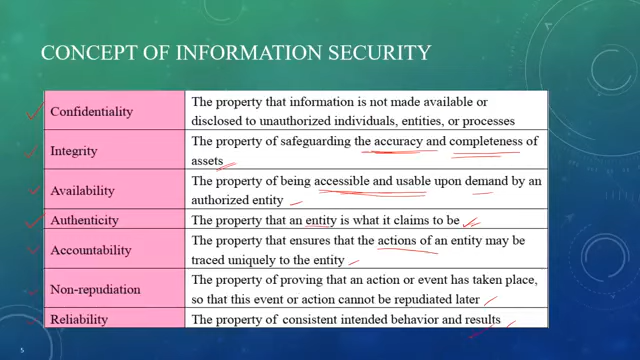 CONCEPT OF INFORMATION SECURITY
Confidentiality
The property that information is not made available or
disclosed to unauthorized individuals, entities, or processes
Integrity
The property of safeguarding the accuracy and completeness of
assets
Availability
The property of being accessible and usable upon demand by an
authorized entity
Authenticity
The property that an entity is what it claims to be
Accountability
The property that ensures that the actions of an entity may be
traced uniquely to the entity
Non-repudiation
The property of proving that an action or event has taken place,
so that this event or action cannot be repudiated later
Reliability
The property of consistent intended behavior and results
5